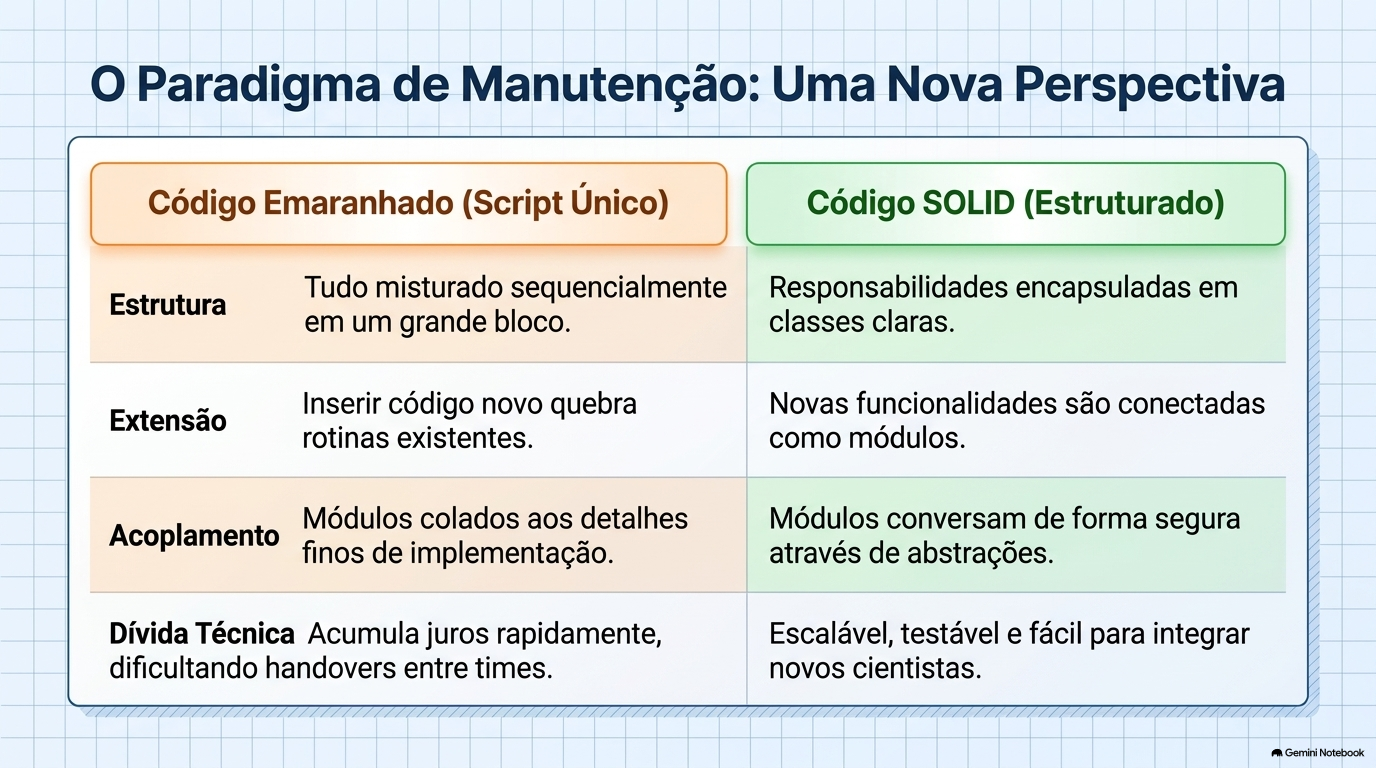 O Paradigma de Manutenção: Uma Nova Perspectiva
Código Emaranhado (Script Único)
Código SOLID (Estruturado)
Estrutura
Tudo misturado sequencialmente
em um grande bloco.
Responsabilidades encapsuladas em
classes claras.
Extensão
Inserir código novo quebra
rotinas existentes.
Novas funcionalidades são conectadas
como módulos.
Acoplamento
Módulos colados aos detalhes
finos de implementação.
Módulos conversam de forma segura
através de abstrações.
Dívida Técnica Acumula juros rapidamente,
dificultando handovers entre times.
Escalável, testável e fácil para integrar
novos cientistas.
Gemini Notebook